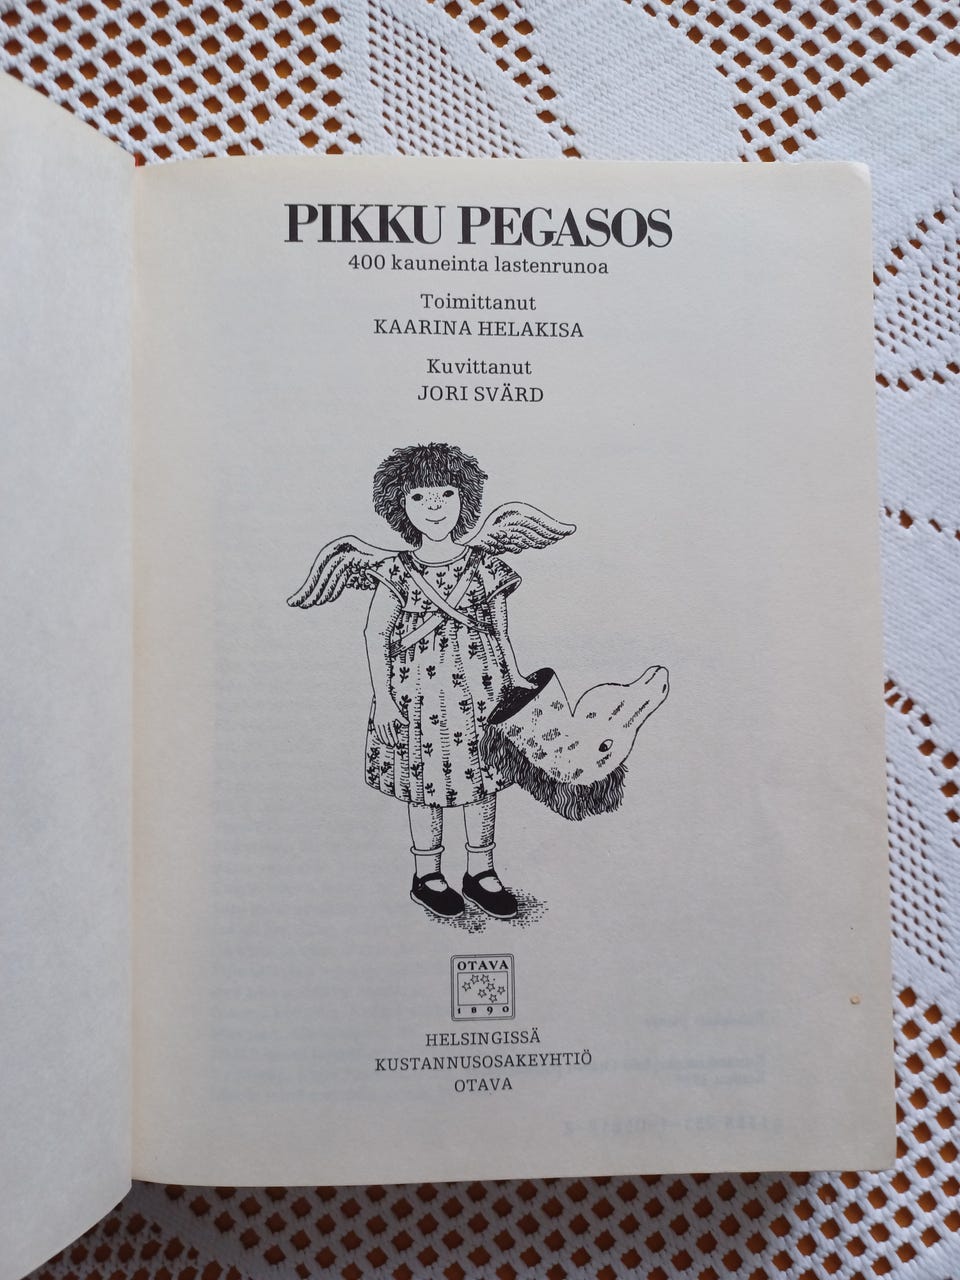 PIKKU PEGASOS
400 kauneinta lastenrunoa
Toimittanut
KAARINA HELAKISA
Kuvittanut
JORI SVÄRD
OTAVA
1890
HELSINGISSÄ
KUSTANNUSOSAKEYHTIÖ
OTAVA